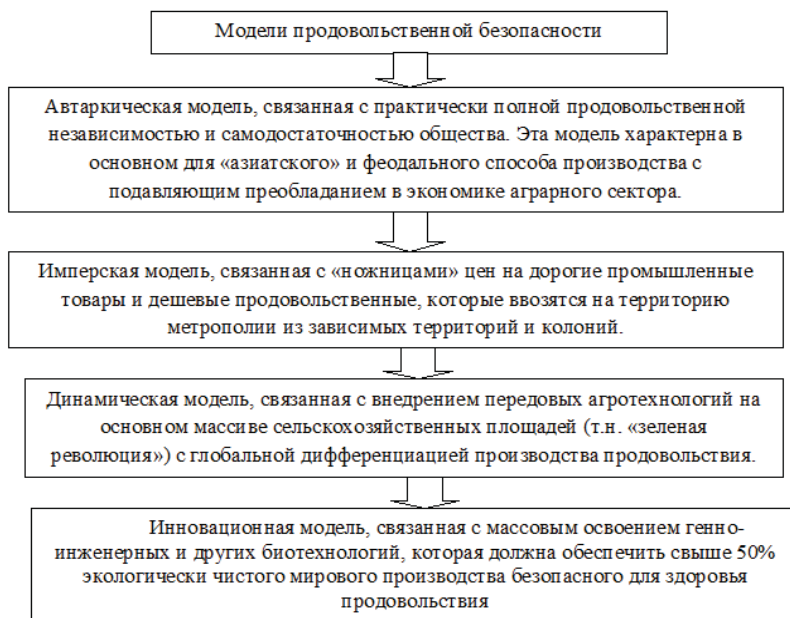 Модели продовольственной безопасности
Автаркическая модель, связанная с практически полной продовольственной
независимостью и самодостаточностью общества. Эта модель характерна в
основном для «азиатского» и феодального способа производства с
подавляющим преобладанием в экономике аграрного сектора.
Имперская модель, связанная с «ножницами» цен на дорогие промышленные
товары и дешевые продовольственные, которые ввозятся на территорию
метрополии из зависимых территорий и колоний.
Динамическая модель, связанная с внедрением передовых агротехнологий на
основном массиве сельскохозяйственных площадей (т.н. «зеленая
революция») с глобальной дифференциацией производства продовольствия.
Инновационная модель, связанная с массовым освоением генно-
инженерных и других биотехнологий, которая должна обеспечить свыше 50%
экологически чистого мирового производства безопасного для здоровья
продовольствия